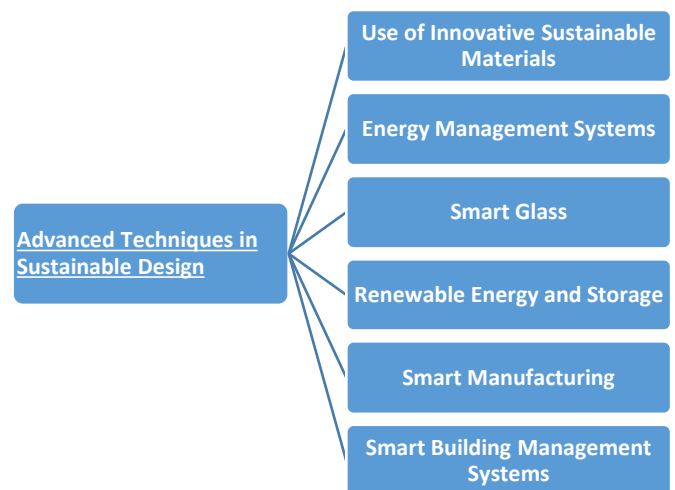 Use of Innovative Sustainable
Materials
Energy Management Systems
Smart Glass
Advanced Techniques in
Sustainable Design
Renewable Energy and Storage
Smart Manufacturing
Smart Building Management
Systems